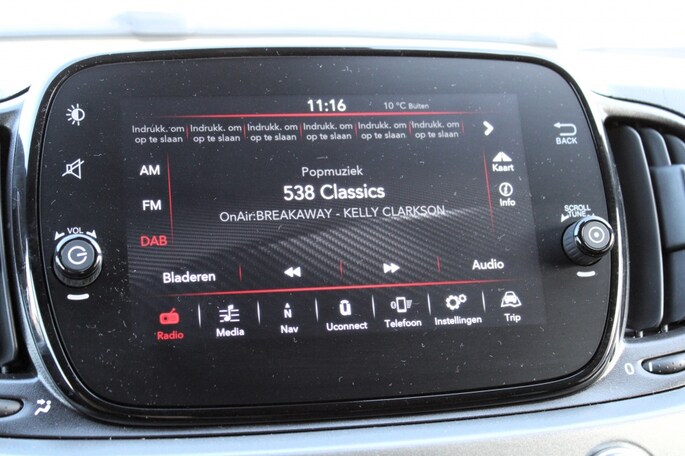 11:16 10 °C Buiten
Indrukk. om op te slaan
Indrukk. om op te slaan
Indrukk. om op te slaan
Indrukk. om op te slaan
Indrukk. om op te slaan
Indrukk. om op te slaan
BACK
AM
Popmuziek
Kaart
538 Classics
FM
Info
OnAir:BREAKAWAY - KELLY CLARKSON
SCROLL
TUNE
VOL
DAB
Bladeren
Audio
Radio
Media
N
Nav
Uconnect
Telefoon
Instellingen
Trip
0